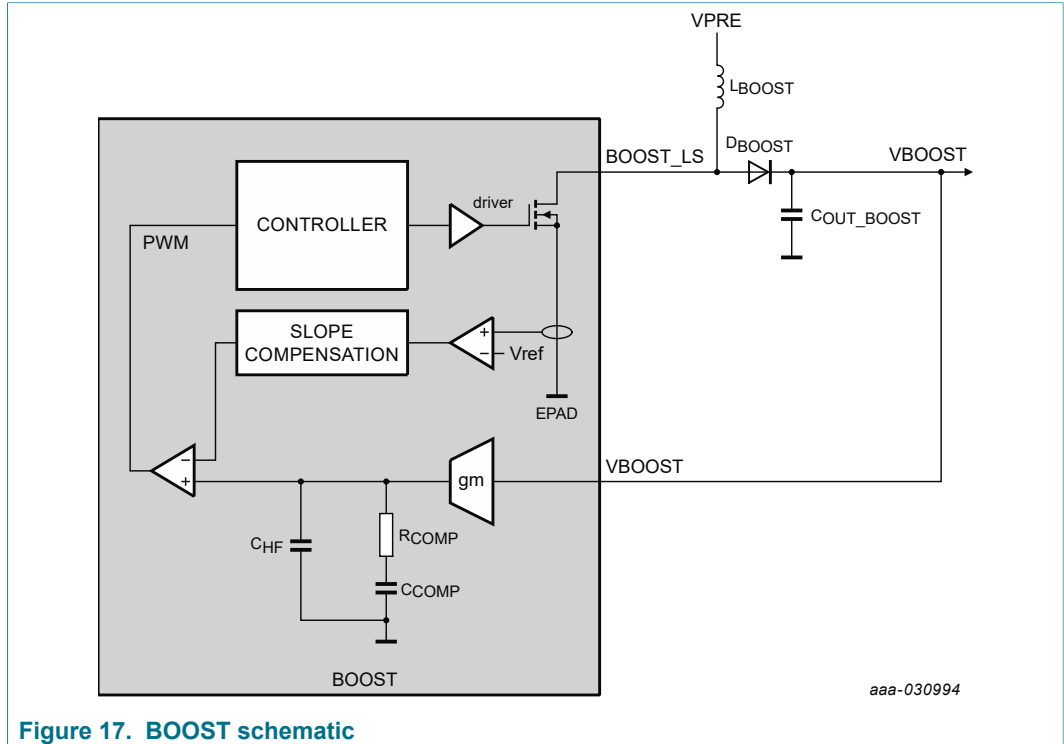 VPRE
LBOOST
DBOOST
BOOST_LS
VBOOST
driver
CONTROLLER
COUT_BOOST
PWM
SLOPE
COMPENSATION
+
−
Vref
EPAD
VBOOST
−
+
gm
RCOMP
CHF
CCOMP
BOOST
aaa-030994
Figure 17. BOOST schematic